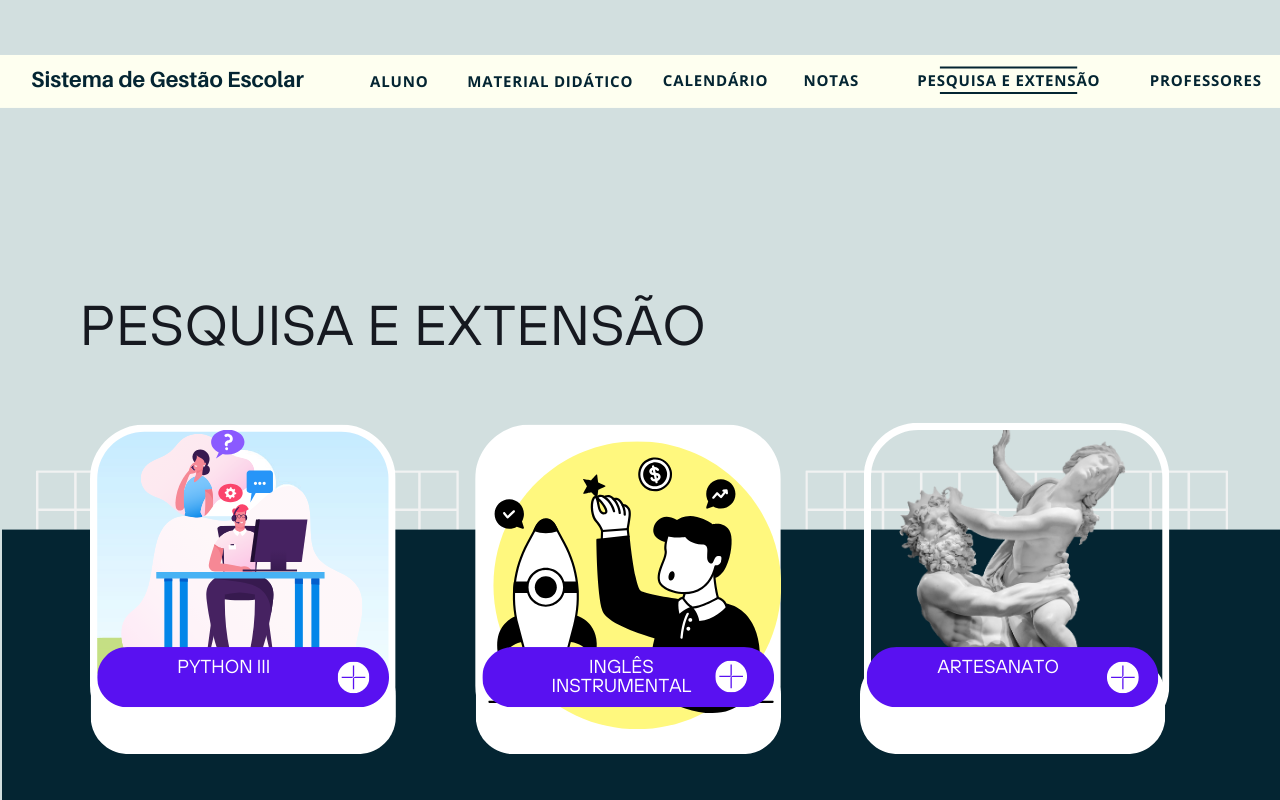 Sistema de Gestão Escolar
ALUNO
MATERIAL DIDÁTICO
CALENDÁRIO
NOTAS
PESQUISA E EXTENSÃO
PROFESSORES
PESQUISA E EXTENSÃO
?
$
PYTHON III
INGLÊS
INSTRUMENTAL
ARTESANATO